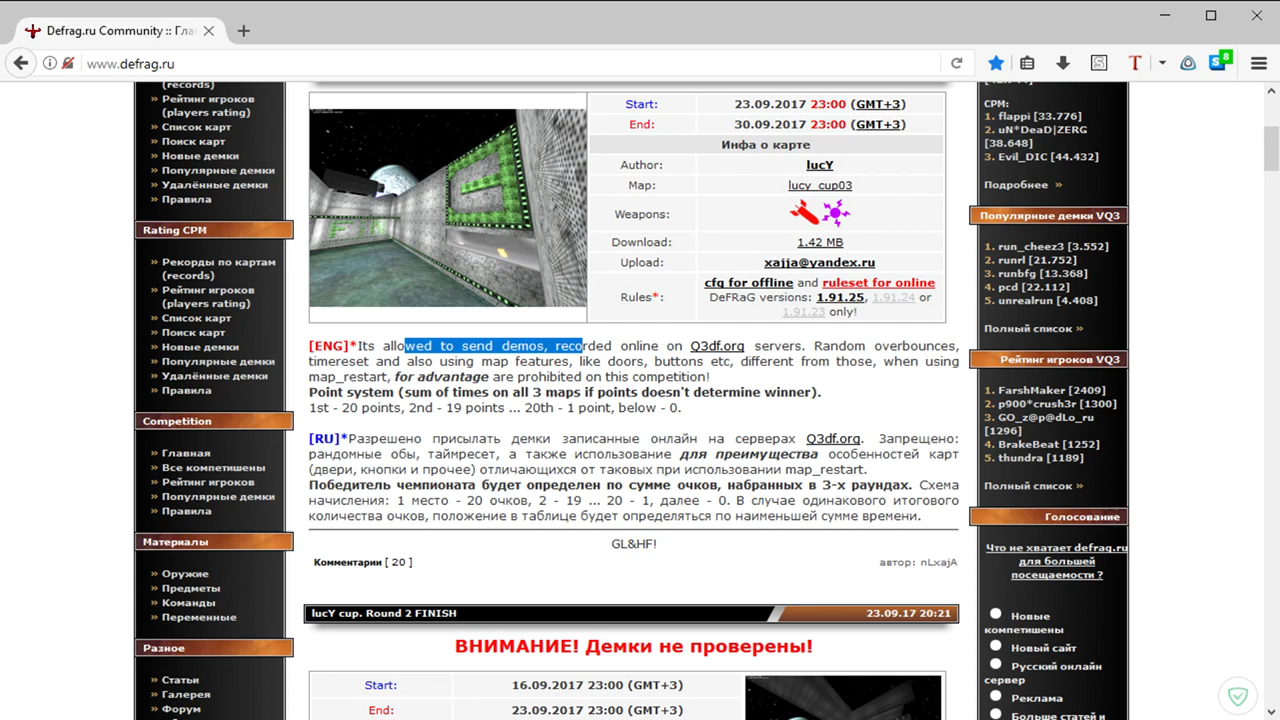 Defrag.ru Community :: Гла
www.defrag.ru
8
(records)
» Рейтинг игроков
(players rating)
» Список карт
» Поиск карт
» Новые демки
» Популярные демки
» Удалённые демки
» Правила
Rating CPM
» Рекорды по картам
(records)
» Рейтинг игроков
(players rating)
» Список карт
» Поиск карт
» Новые демки
» Популярные демки
» Удалённые демки
» Правила
Competition
» Главная
» Все компетишены
» Рейтинг игроков
» Популярные демки
» Правила
Материалы
» Оружие
» Предметы
» Команды
» Переменные
Разное
» Статьи
» Галерея
» Форум
Start: 23.09.2017 23:00 (GMT+3)
End: 30.09.2017 23:00 (GMT+3)
Инфа о карте
Author: lucY
Map: lucy_cup03
Weapons:
Download: 1.42 MB
Upload: xajja@yandex.ru
Rules*: cfg for offline and ruleset for online
DeFRaG versions: 1.91.25, 1.91.24 or
1.91.23 only!
[ENG]*Its allowed to send demos, recorded online on Q3df.org servers. Random overbounces,
timereset and also using map features, like doors, buttons etc, different from those, when using
map_restart, for advantage are prohibited on this competition!
Point system (sum of times on all 3 maps if points doesn't determine winner).
1st - 20 points, 2nd - 19 points ... 20th - 1 point, below - 0.
[RU]*Разрешено присылать демки записанные онлайн на серверах Q3df.org. Запрещено:
рандомные обы, таймресет, а также использование для преимущества особенностей карт
(двери, кнопки и прочее) отличающихся от таковых при использовании map_restart.
Победитель чемпионата будет определен по сумме очков, набранных в 3-х раундах. Схема
начисления: 1 место - 20 очков, 2 - 19 ... 20 - 1, далее - 0. В случае одинакового итогового
количества очков, положение в таблице будет определяться по наименьшей сумме времени.
GL&HF!
Комментарии [ 20 ] автор: nLxajA
lucY cup. Round 2 FINISH 23.09.17 20:21
ВНИМАНИЕ! Демки не проверены!
Start: 16.09.2017 23:00 (GMT+3)
End: 23.09.2017 23:00 (GMT+3)
CPM:
1. flappi [33.776]
2. uN*DeaD|ZERG
[38.648]
3. Evil_DIC [44.432]
Подробнее »
Популярные демки VQ3
1. run_cheez3 [3.552]
2. runrl [21.752]
3. runbfg [13.368]
4. pcd [22.112]
5. unrealrun [4.408]
Полный список »
Рейтинг игроков VQ3
1. FarshMaker [2409]
2. p900*crush3r [1300]
3. GO_z@p@dLo_ru
[1296]
4. BrakeBeat [1252]
5. thundra [1189]
Полный список »
Голосование
Что не хватает defrag.ru
для большей
посещаемости ?
Новые
компетишены
Новый сайт
Русский онлайн
сервер
Реклама
Больше статей и